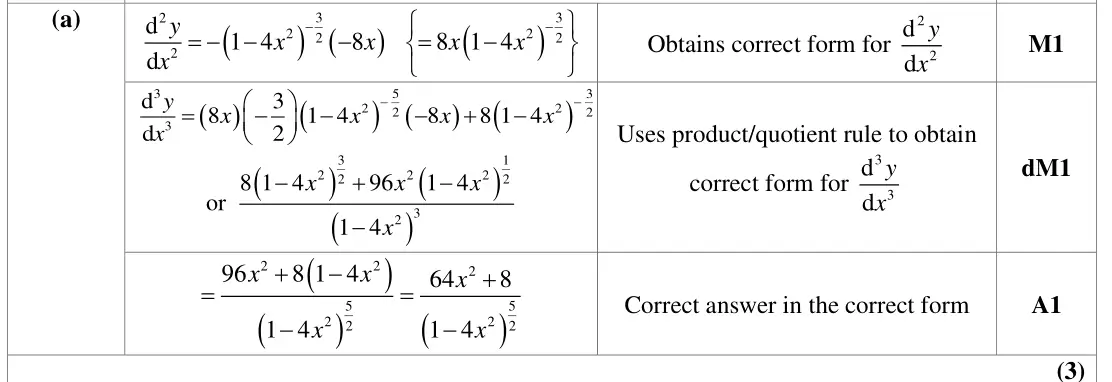 (a) d²y/dx² = −(1−4x²)^(−3/2) (−8x) {= 8x(1−4x²)^(−3/2)} Obtains correct form for d²y/dx² M1
d³y/dx³ = (8x)(−3/2)(1−4x²)^(−5/2) (−8x) + 8(1−4x²)^(−3/2)
or (8(1−4x²)^(3/2) + 96x²(1−4x²)^(1/2))/(1−4x²)³
Uses product/quotient rule to obtain
correct form for d³y/dx³
dM1
= (96x² + 8(1−4x²))/(1−4x²)^(5/2) = (64x² + 8)/(1−4x²)^(5/2) Correct answer in the correct form A1
(3)